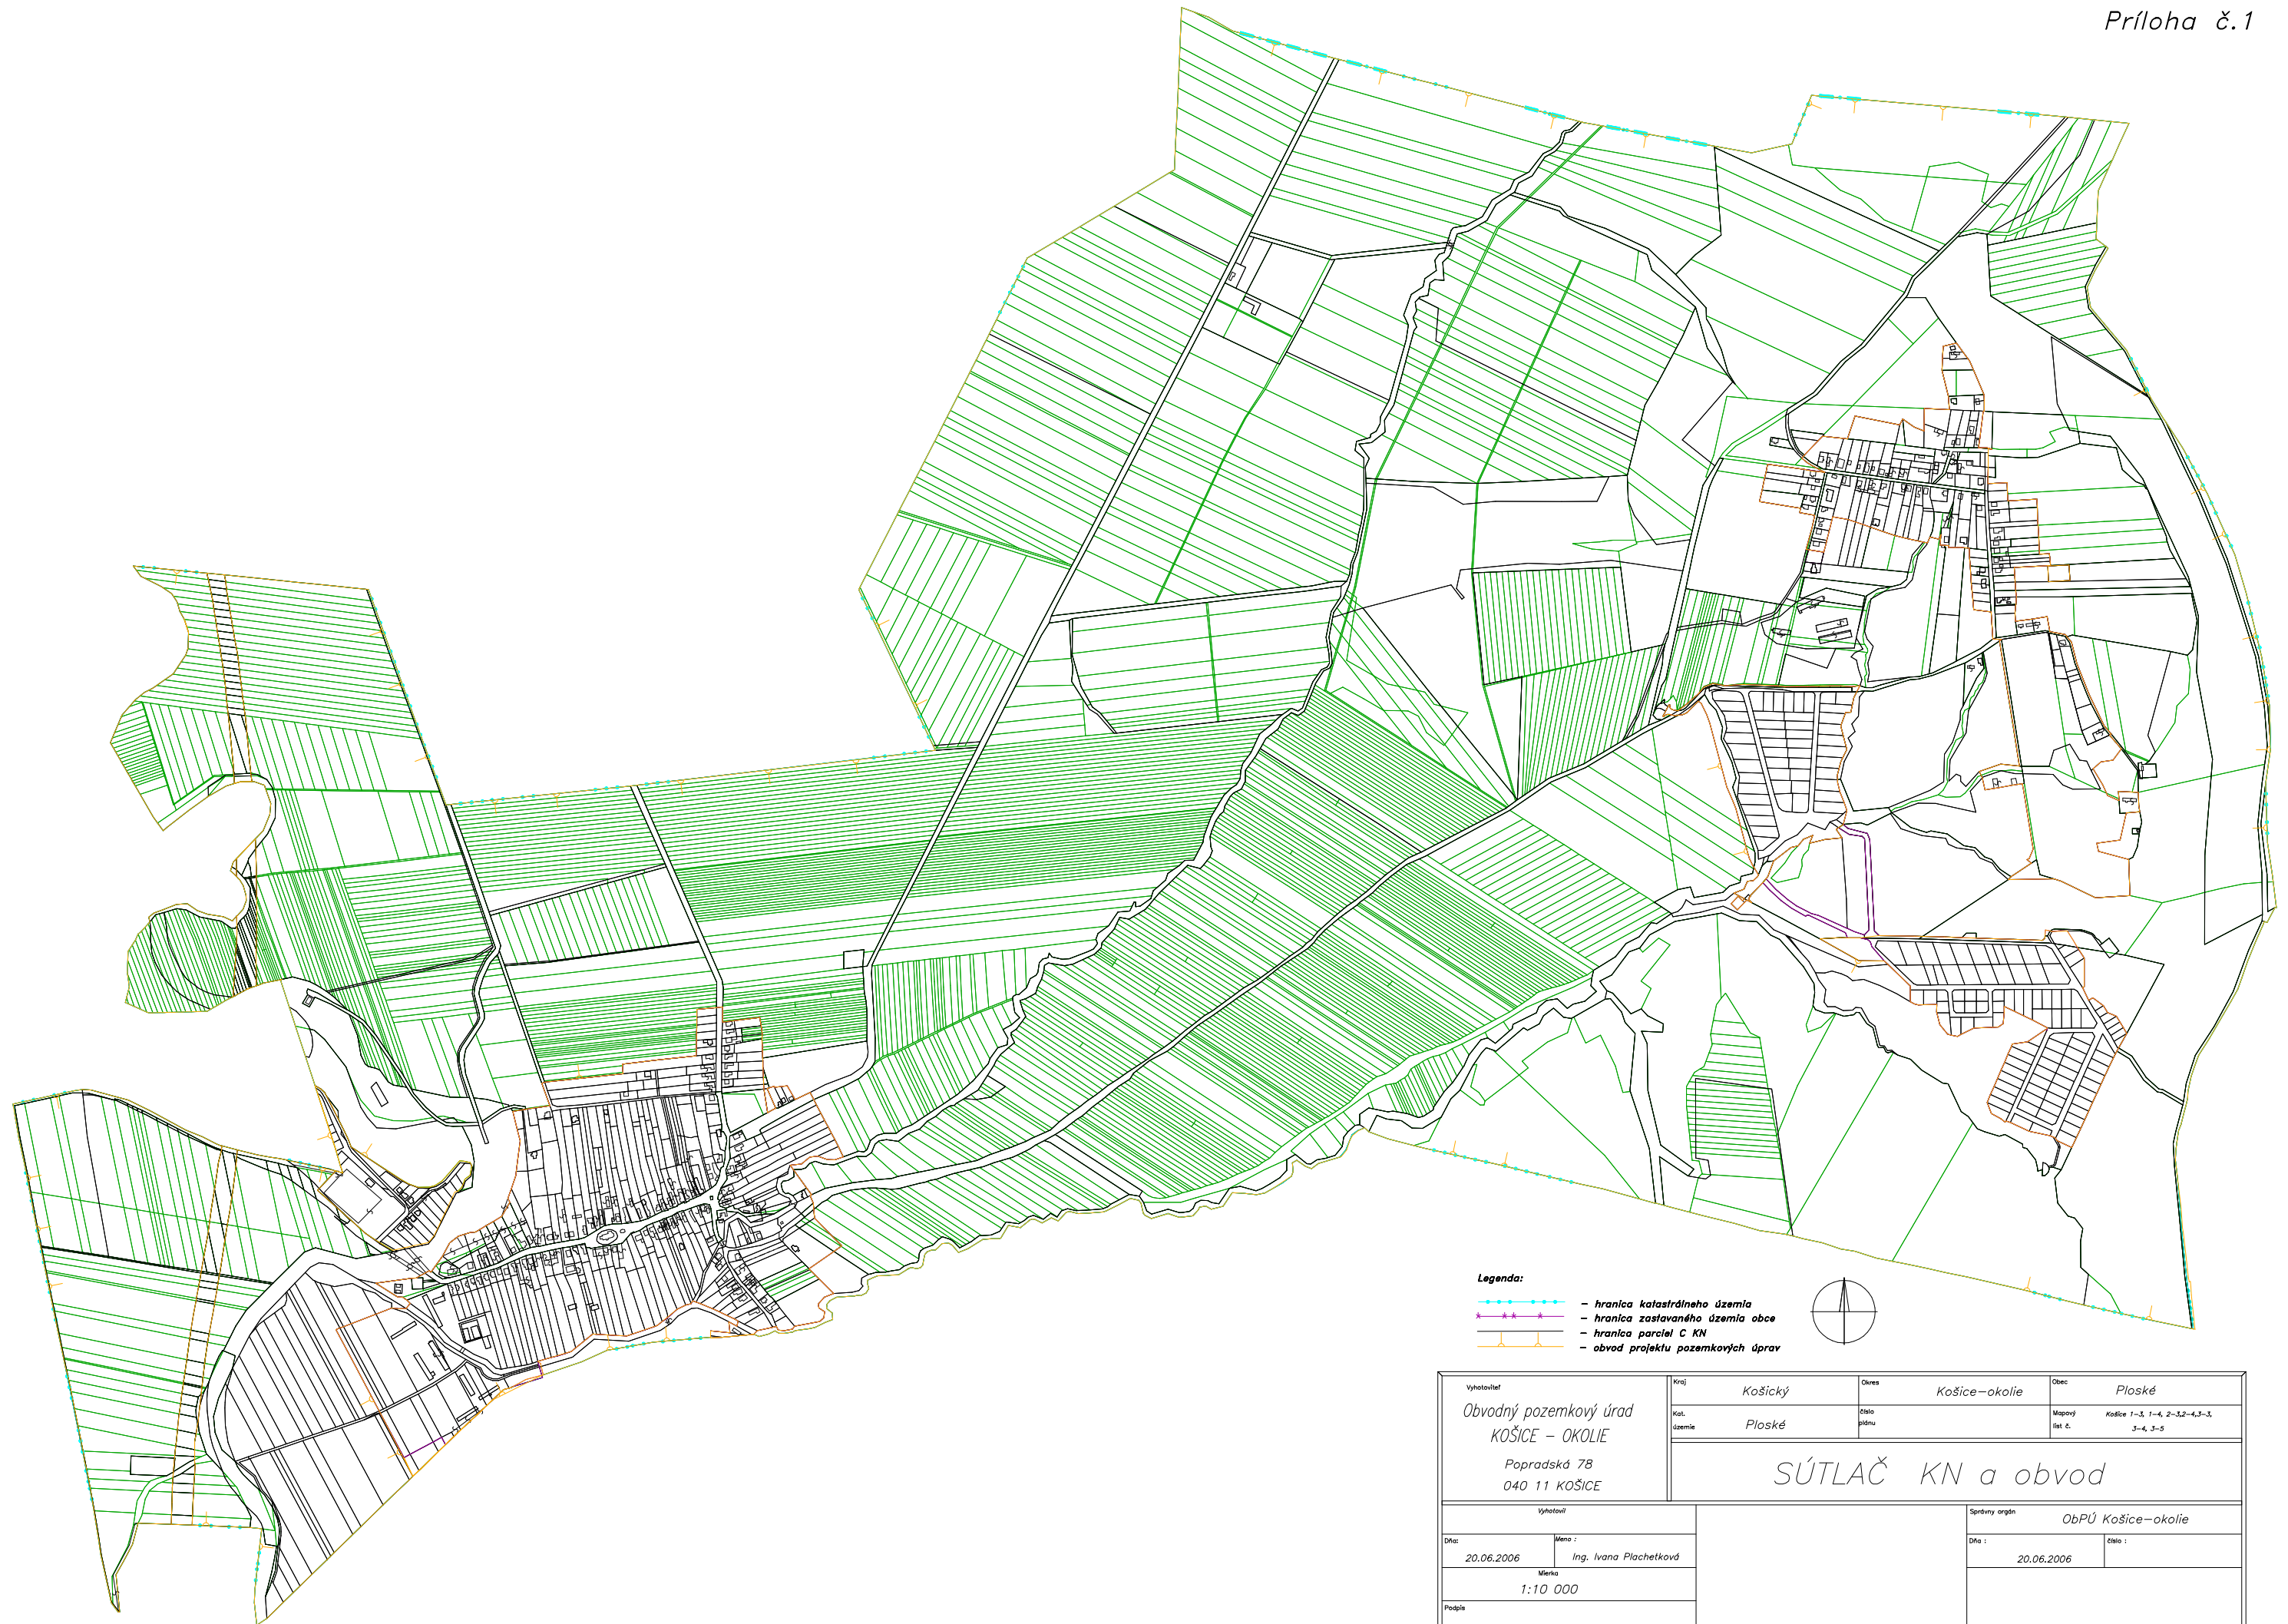 Príloha č.1
Legenda:
- hranica katastrálneho územia
- hranica zastavaného územia obce
- hranica parciel C KN
- obvod projektu pozemkových úprav
Vyhotoviteľ
Obvodný pozemkový úrad
KOŠICE - OKOLIE
Popradská 78
040 11 KOŠICE
Kraj
Košický
Okres
Košice-okolie
Obec
Ploské
Kat.
územie
Ploské
číslo
plánu
Mapový
list č.
Košice 1-3, 1-4, 2-3,2-4,3-3,
3-4, 3-5
SÚTLAČ KN a obvod
Vyhotovil
Dňa:
20.06.2006
Meno :
Ing. Ivana Plachetková
Mierka
1:10 000
Podpis
Správny orgán
ObPÚ Košice-okolie
Dňa :
20.06.2006
číslo :